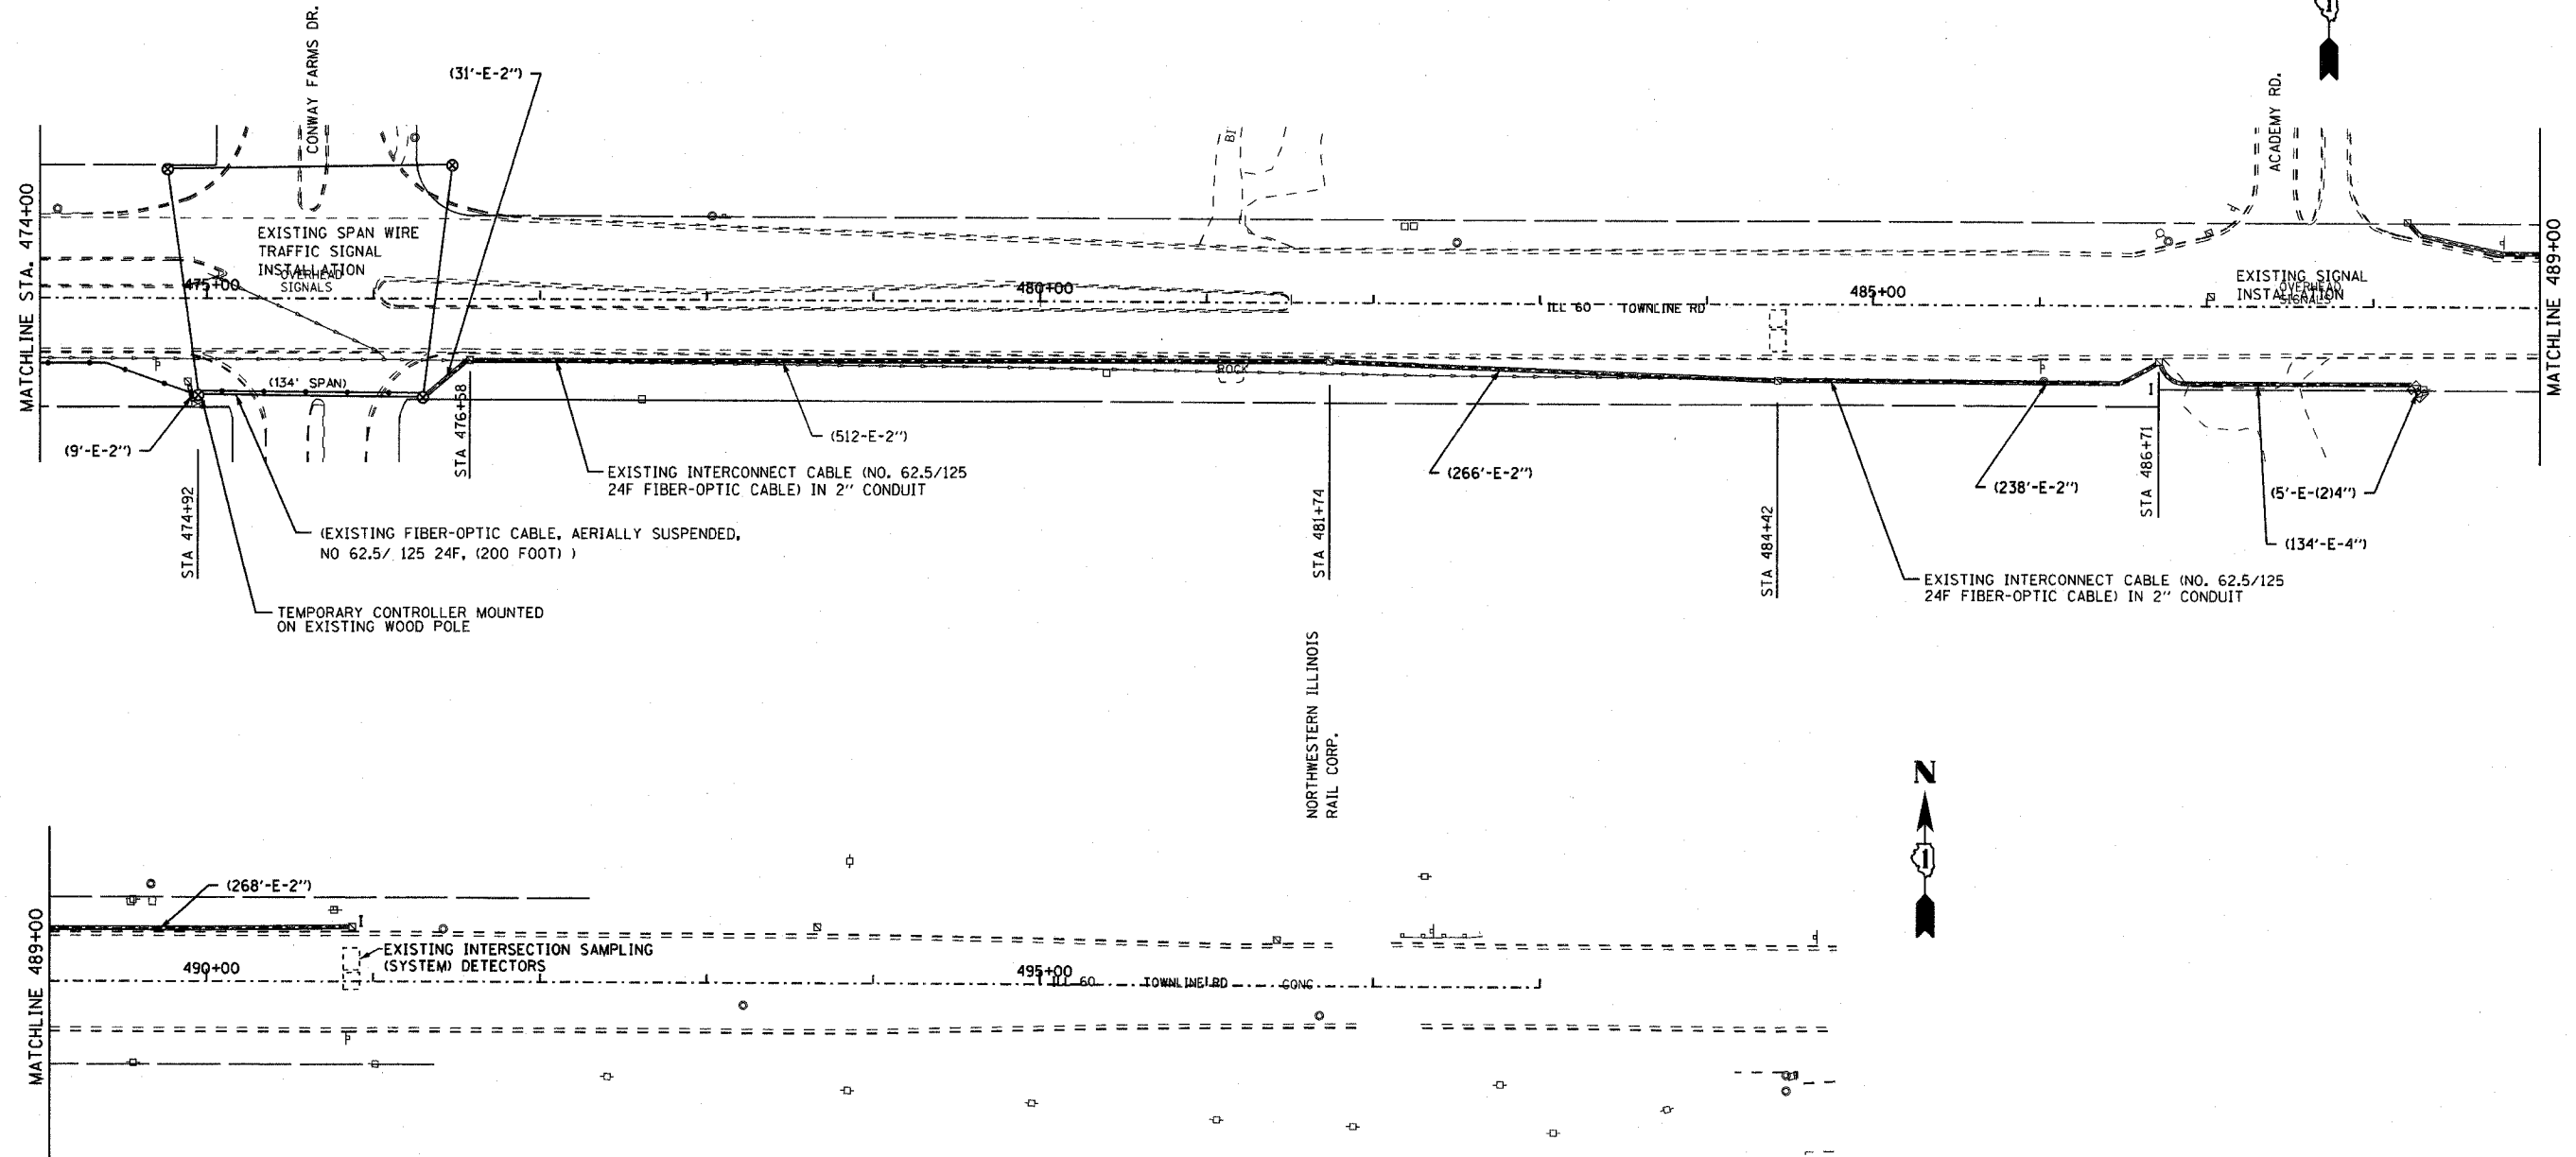 CONWAY FARMS DR.
(31'-E-2")
1
ACADEMY RD.
BI
MATCHLINE STA. 474+00
EXISTING SPAN WIRE
TRAFFIC SIGNAL
INSTALLATION
OVERHEAD
SIGNALS
475+00
480+00
485+00
ILL 60 TOWNLINE RD
EXISTING SIGNAL
INSTALLATION
OVERHEAD
SIGNALS
MATCHLINE 489+00
(134' SPAN)
ROCK
I
(9'-E-2")
STA 474+92
STA 476+58
(512-E-2")
EXISTING INTERCONNECT CABLE (NO. 62.5/125
24F FIBER-OPTIC CABLE) IN 2" CONDUIT
(266'-E-2")
STA 481+74
STA 484+42
(238'-E-2")
STA 486+71
(5'-E-(2)4")
(134'-E-4")
(EXISTING FIBER-OPTIC CABLE, AERIALLY SUSPENDED,
NO 62.5/ 125 24F, (200 FOOT) )
EXISTING INTERCONNECT CABLE (NO. 62.5/125
24F FIBER-OPTIC CABLE) IN 2" CONDUIT
TEMPORARY CONTROLLER MOUNTED
ON EXISTING WOOD POLE
NORTHWESTERN ILLINOIS
RAIL CORP.
N
1
MATCHLINE 489+00
(268'-E-2")
I
EXISTING INTERSECTION SAMPLING
(SYSTEM) DETECTORS
490+00
495+00
ILL 60 TOWNLINE RD CONC